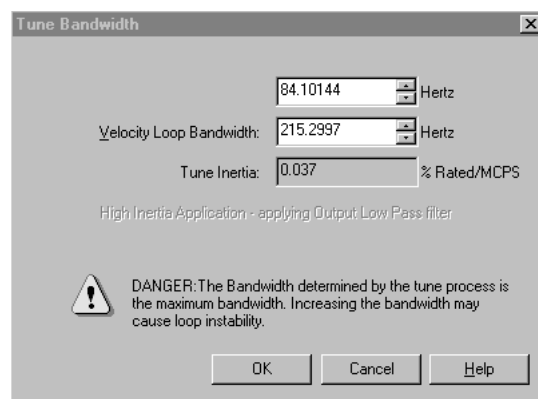 Tune Bandwidth
84.10144 Hertz
Velocity Loop Bandwidth: 215.2997 Hertz
Tune Inertia: 0.037 % Rated/MCPS
High Inertia Application - applying Output Low Pass filter
DANGER:The Bandwidth determined by the tune process is
the maximum bandwidth. Increasing the bandwidth may
cause loop instability.
OK Cancel Help